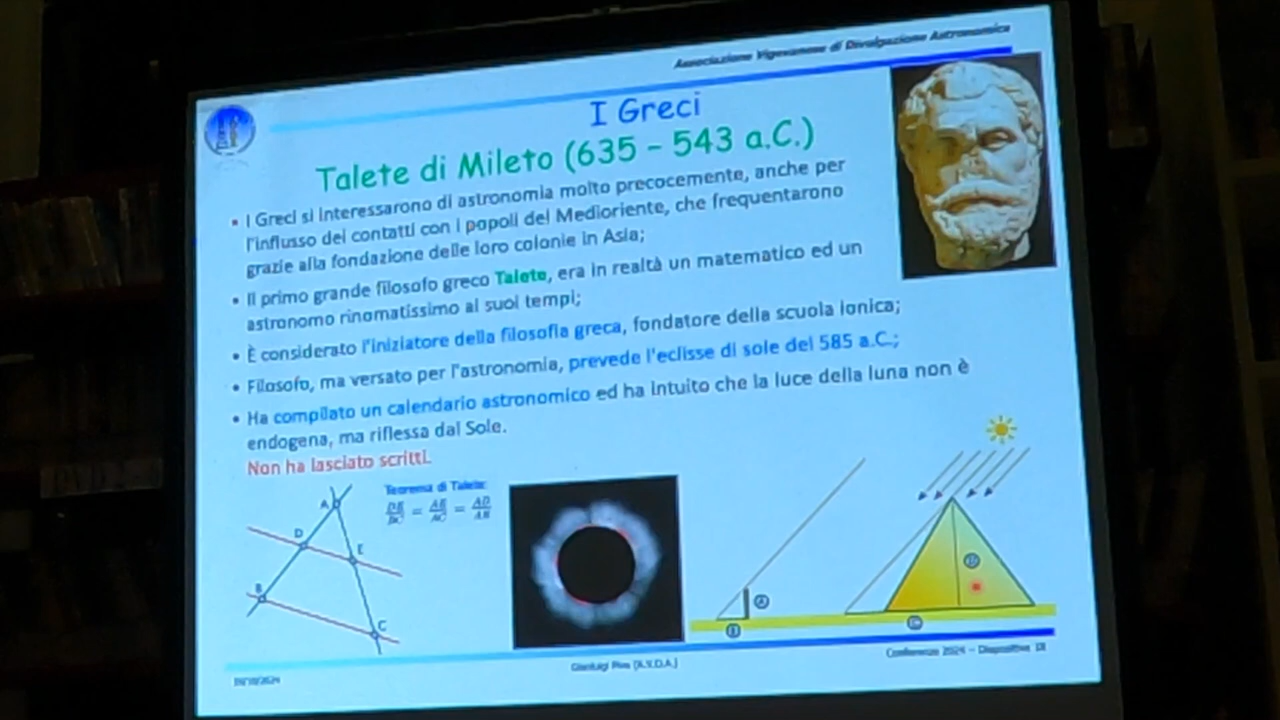 Associazione Vigevanese di Divulgazione Astronomica
I Greci
Talete di Mileto (635 – 543 a.C.)
▪ I Greci si interessarono di astronomia molto precocemente, anche per
l'influsso dei contatti con i popoli del Medioriente, che frequentarono
grazie alla fondazione delle loro colonie in Asia;
• Il primo grande filosofo greco Talete, era in realtà un matematico ed un
astronomo rinomatissimo ai suoi tempi;
• È considerato l'iniziatore della filosofia greca, fondatore della scuola ionica;
• Filosofo, ma versato per l'astronomia, prevede l'eclisse di sole del 585 a.C.;
• Ha compilato un calendario astronomico ed ha intuito che la luce della luna non è
endogena, ma riflessa dal Sole.
Non ha lasciato scritti.
Teorema di Talete:
DE/BC = AE/AC = AD/AB
A
D
E
B
C
Gianluigi (A.V.D.A.)
Conferenze 2024 – Diapositiva